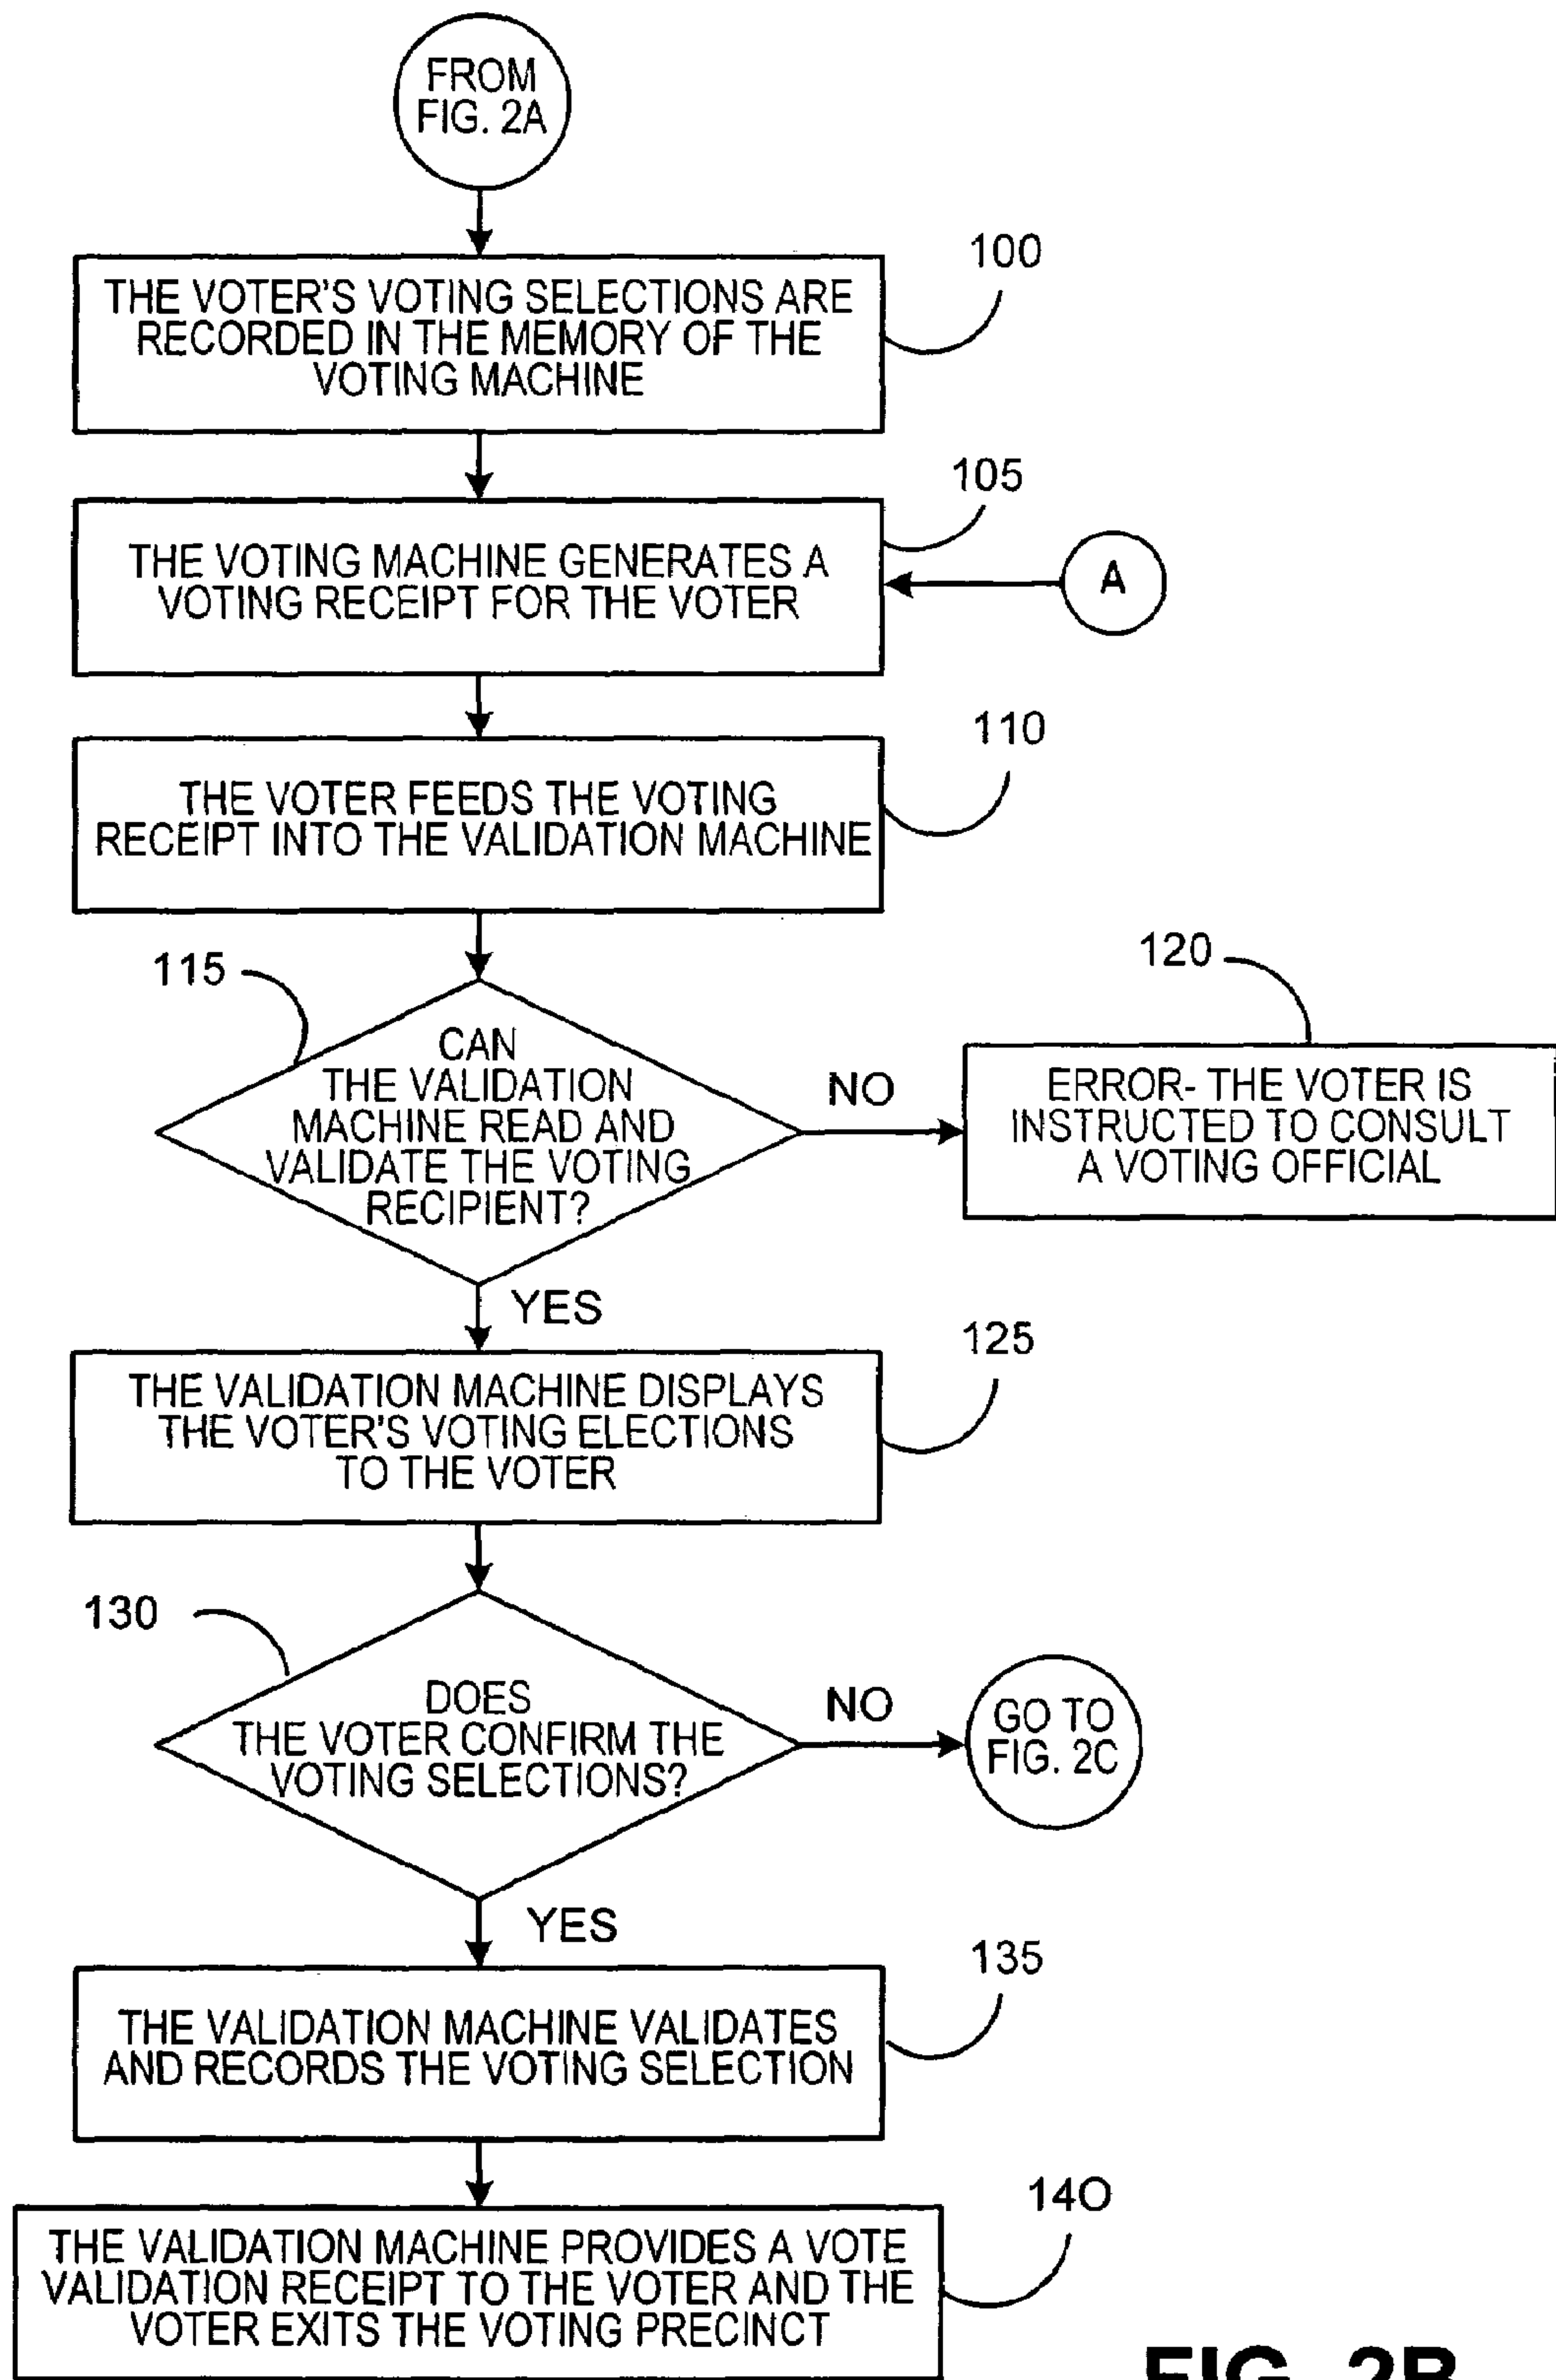 FROM
FIG. 2A
100
THE VOTER'S VOTING SELECTIONS ARE
RECORDED IN THE MEMORY OF THE
VOTING MACHINE
105
THE VOTING MACHINE GENERATES A
VOTING RECEIPT FOR THE VOTER
A
110
THE VOTER FEEDS THE VOTING
RECEIPT INTO THE VALIDATION MACHINE
115
CAN
THE VALIDATION
MACHINE READ AND
VALIDATE THE VOTING
RECIPIENT?
NO
120
ERROR- THE VOTER IS
INSTRUCTED TO CONSULT
A VOTING OFFICIAL
YES
125
THE VALIDATION MACHINE DISPLAYS
THE VOTER'S VOTING ELECTIONS
TO THE VOTER
130
DOES
THE VOTER CONFIRM THE
VOTING SELECTIONS?
NO
GO TO
FIG. 2C
YES
135
THE VALIDATION MACHINE VALIDATES
AND RECORDS THE VOTING SELECTION
140
THE VALIDATION MACHINE PROVIDES A VOTE
VALIDATION RECEIPT TO THE VOTER AND THE
VOTER EXITS THE VOTING PRECINCT
FIG. 2B